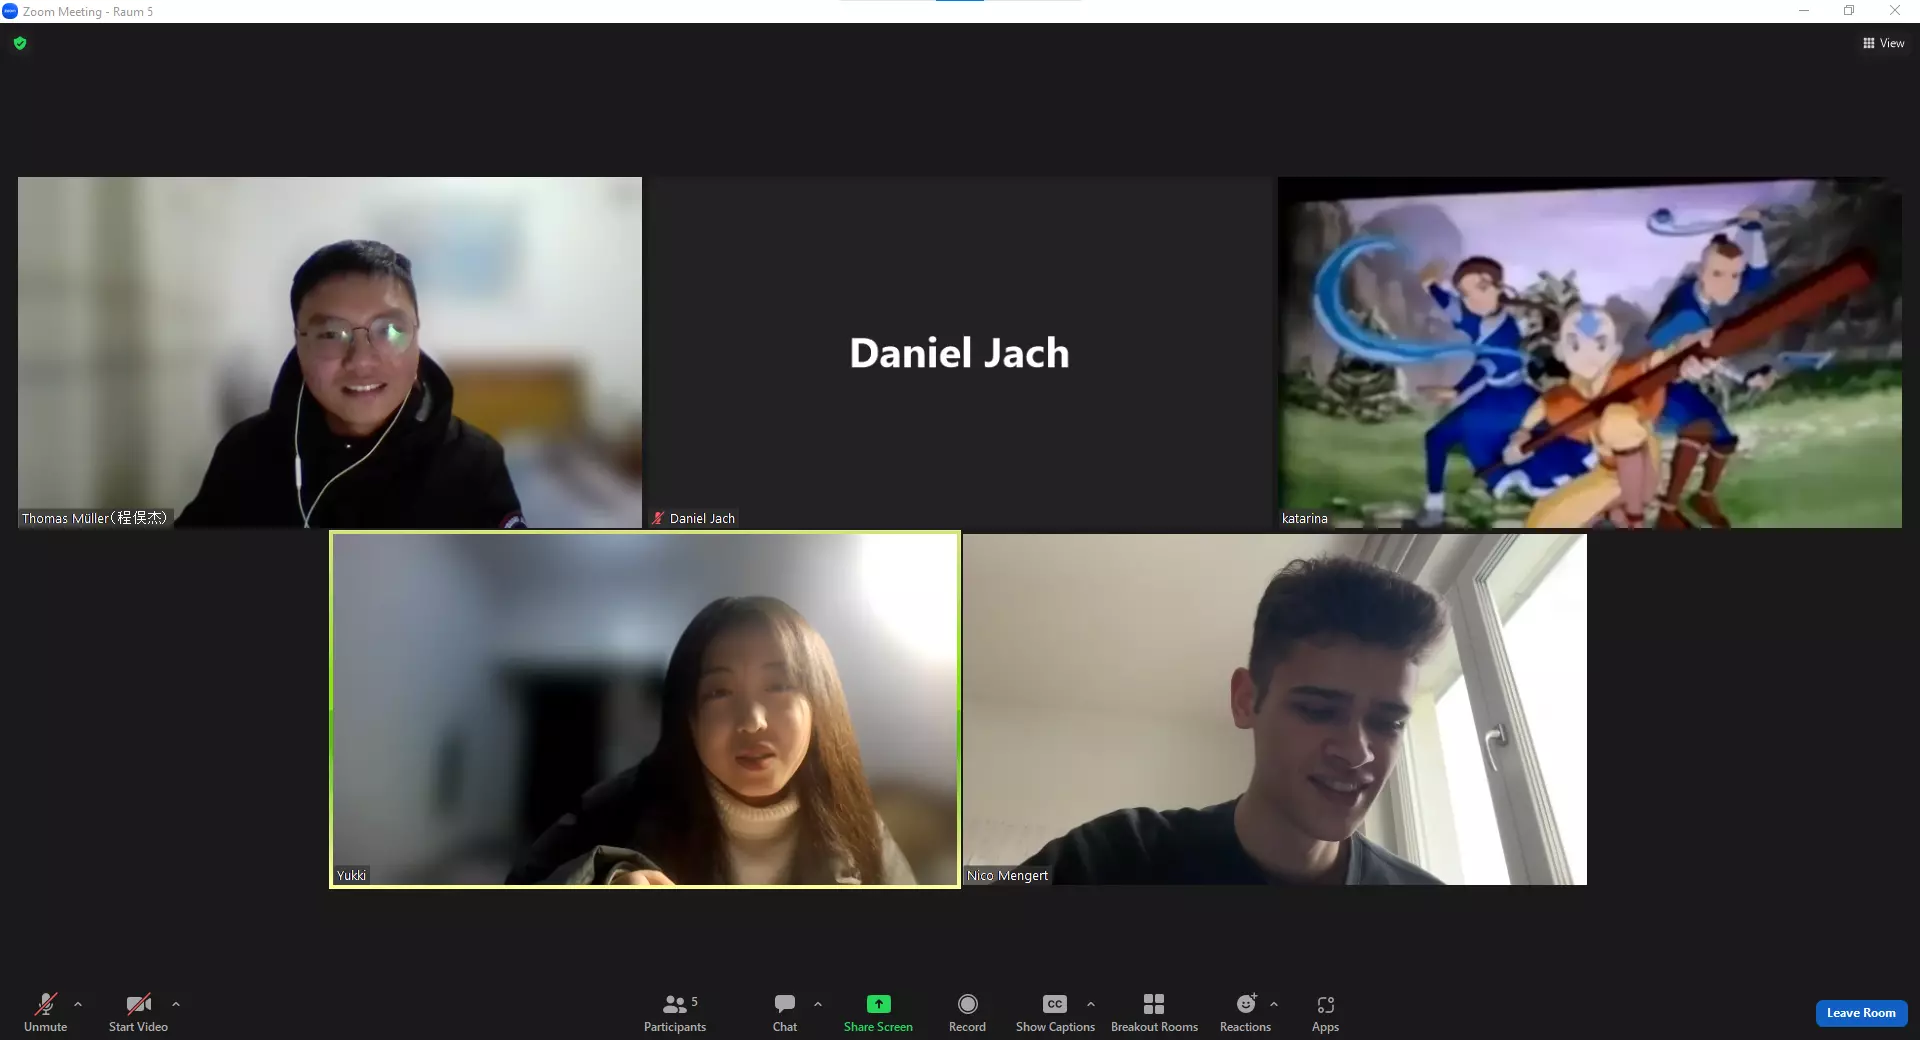 Zoom Meeting - Raum 5
View
Daniel Jach
Thomas Müller(程俣杰)
Daniel Jach
katarina
Yukki
Nico Mengert
5
CC
Unmute
Start Video
Participants
Chat
Share Screen
Record
Show Captions
Breakout Rooms
Reactions
Apps
Leave Room